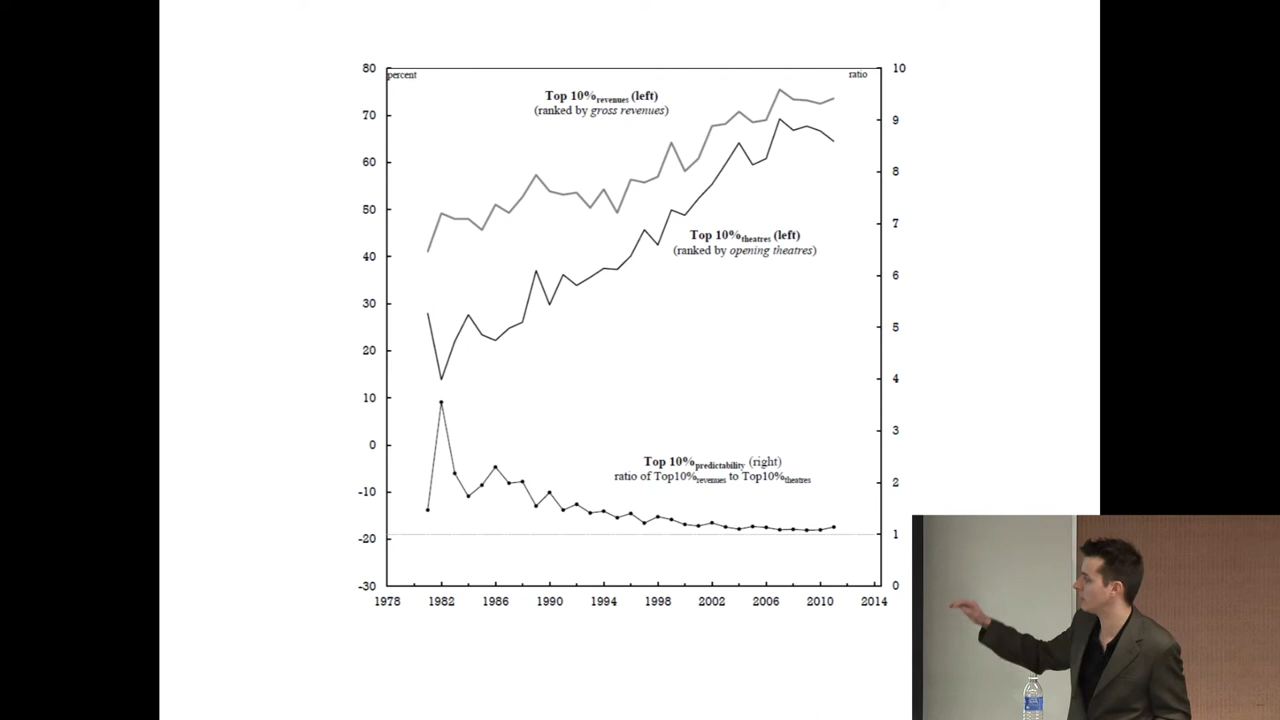 percent
ratio
Top 10%revenues (left)
(ranked by gross revenues)
Top 10%theatres (left)
(ranked by opening theatres)
Top 10%predictability (right)
ratio of Top10%revenues to Top10%theatres
80
70
60
50
40
30
20
10
0
-10
-20
-30
10
9
8
7
6
5
4
3
2
1
0
1978 1982 1986 1990 1994 1998 2002 2006 2010 2014